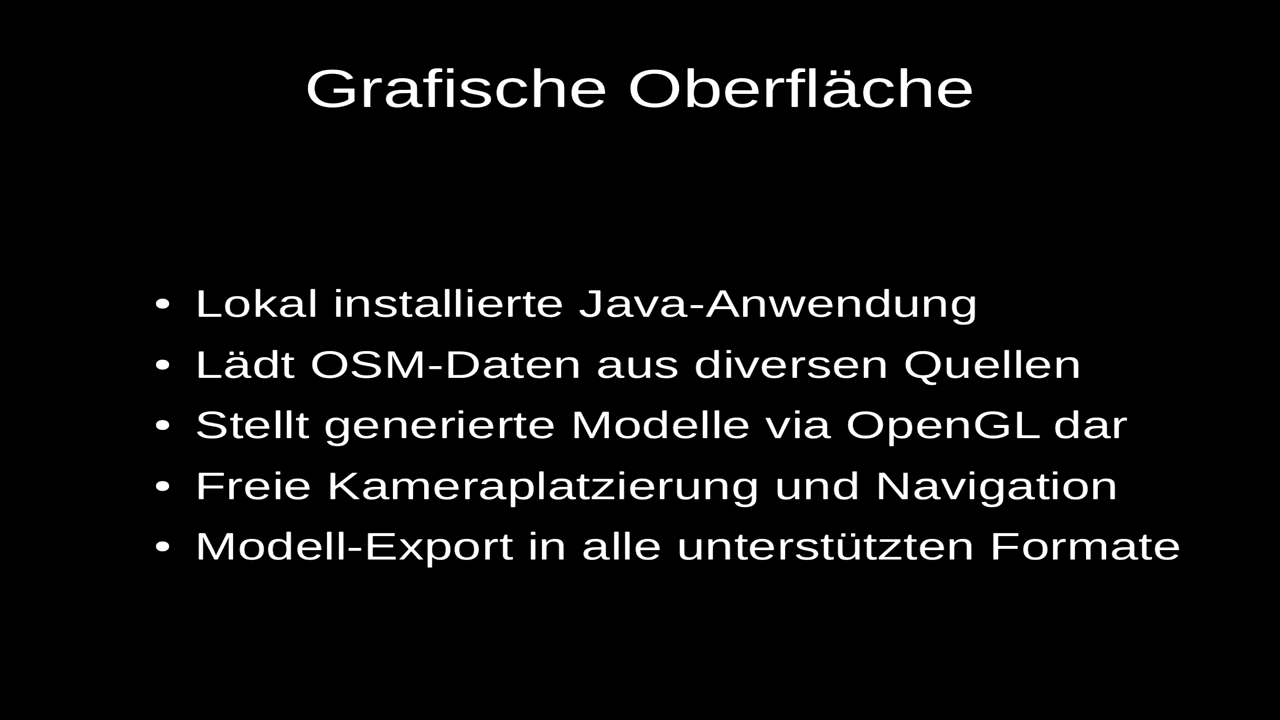 Grafische Oberfläche
• Lokal installierte Java-Anwendung
• Lädt OSM-Daten aus diversen Quellen
• Stellt generierte Modelle via OpenGL dar
• Freie Kameraplatzierung und Navigation
• Modell-Export in alle unterstützten Formate